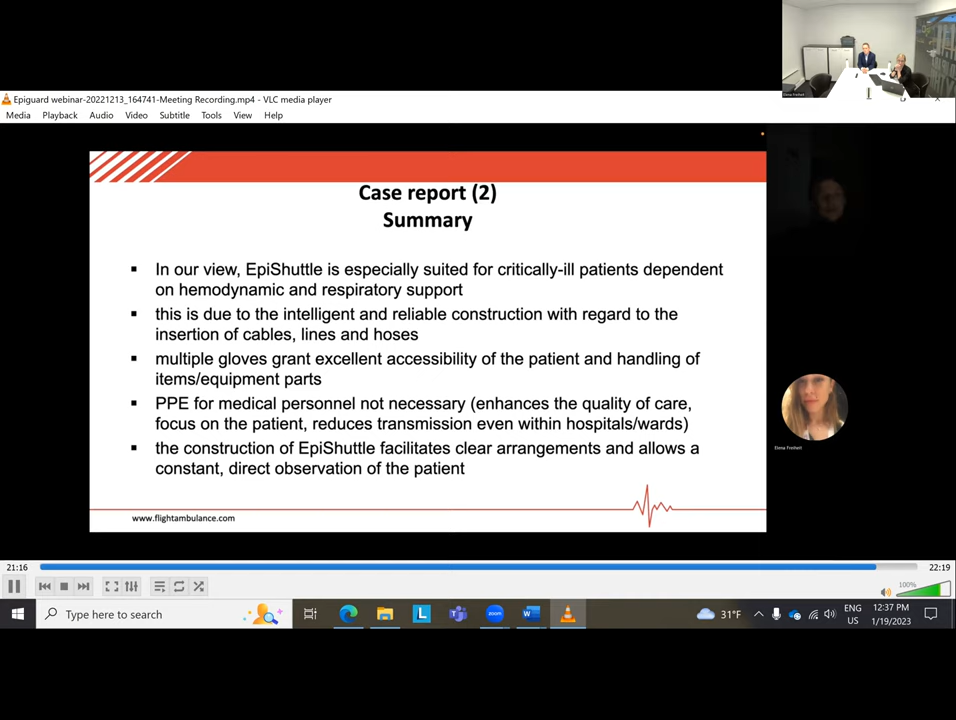 Elena Freiheit
Epiguard webinar-20221213_164741-Meeting Recording.mp4 - VLC media player
Media Playback Audio Video Subtitle Tools View Help
Case report (2)
Summary
▪ In our view, EpiShuttle is especially suited for critically-ill patients dependent
on hemodynamic and respiratory support
▪ this is due to the intelligent and reliable construction with regard to the
insertion of cables, lines and hoses
▪ multiple gloves grant excellent accessibility of the patient and handling of
items/equipment parts
▪ PPE for medical personnel not necessary (enhances the quality of care,
focus on the patient, reduces transmission even within hospitals/wards)
▪ the construction of EpiShuttle facilitates clear arrangements and allows a
constant, direct observation of the patient
Elena Freiheit
www.flightambulance.com
21:16
22:19
100%
Type here to search
L
zoom
W
31°F
ENG
US
12:37 PM
1/19/2023